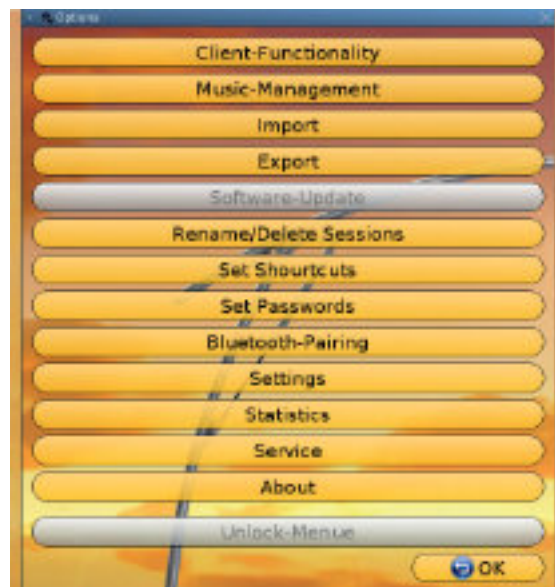 Options
Client-Functionality
Music-Management
Import
Export
Software-Update
Rename/Delete Sessions
Set Shourtcuts
Set Passwords
Bluetooth-Pairing
Settings
Statistics
Service
About
Unlock-Menue
OK